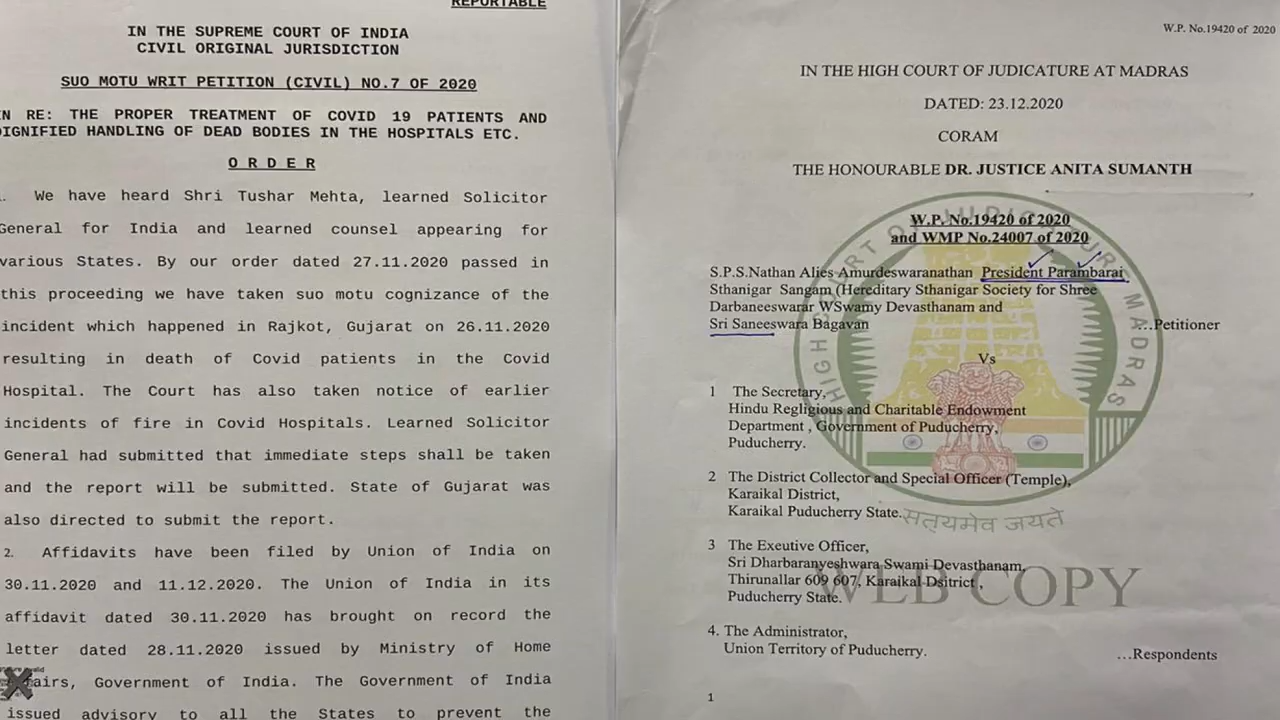 REPORTABLE
IN THE SUPREME COURT OF INDIA
CIVIL ORIGINAL JURISDICTION
SUO MOTU WRIT PETITION (CIVIL) NO.7 OF 2020
N RE: THE PROPER TREATMENT OF COVID 19 PATIENTS AND
DIGNIFIED HANDLING OF DEAD BODIES IN THE HOSPITALS ETC.
O R D E R
. We have heard Shri Tushar Mehta, learned Solicitor
General for India and learned counsel appearing for
various States. By our order dated 27.11.2020 passed in
this proceeding we have taken suo motu cognizance of the
incident which happened in Rajkot, Gujarat on 26.11.2020
resulting in death of Covid patients in the Covid
Hospital. The Court has also taken notice of earlier
incidents of fire in Covid Hospitals. Learned Solicitor
General had submitted that immediate steps shall be taken
and the report will be submitted. State of Gujarat was
also directed to submit the report.
2. Affidavits have been filed by Union of India on
30.11.2020 and 11.12.2020. The Union of India in its
affidavit dated 30.11.2020 has brought on record the
letter dated 28.11.2020 issued by Ministry of Home
airs, Government of India. The Government of India
issued advisory to all the States to prevent the
W.P. No.19420 of 2020
IN THE HIGH COURT OF JUDICATURE AT MADRAS
DATED: 23.12.2020
CORAM
THE HONOURABLE DR. JUSTICE ANITA SUMANTH
W.P. No.19420 of 2020
and WMP No.24007 of 2020
S.P.S.Nathan Alies Amurdeswaranathan President Parambarai
Sthanigar Sangam (Hereditary Sthanigar Society for Shree
Darbaneeswarar WSwamy Devasthanam and
Sri Saneeswara Bagavan ...Petitioner
Vs
1 The Secretary,
Hindu Regligious and Charitable Endowment
Department , Government of Puducherry,
Puducherry.
2 The District Collector and Special Officer (Temple),
Karaikal District,
Karaikal Puducherry State.
3 The Exeutive Officer,
Sri Dharbaranyeshwara Swami Devasthanam,
Thirunallar 609 607, Karaikal Dsitrict ,
Puducherry State.
4. The Administrator,
Union Territory of Puducherry.
...Respondents
1
HIGH COURT OF JUDICATURE MADRAS
सत्यमेव जयते
WEB COPY